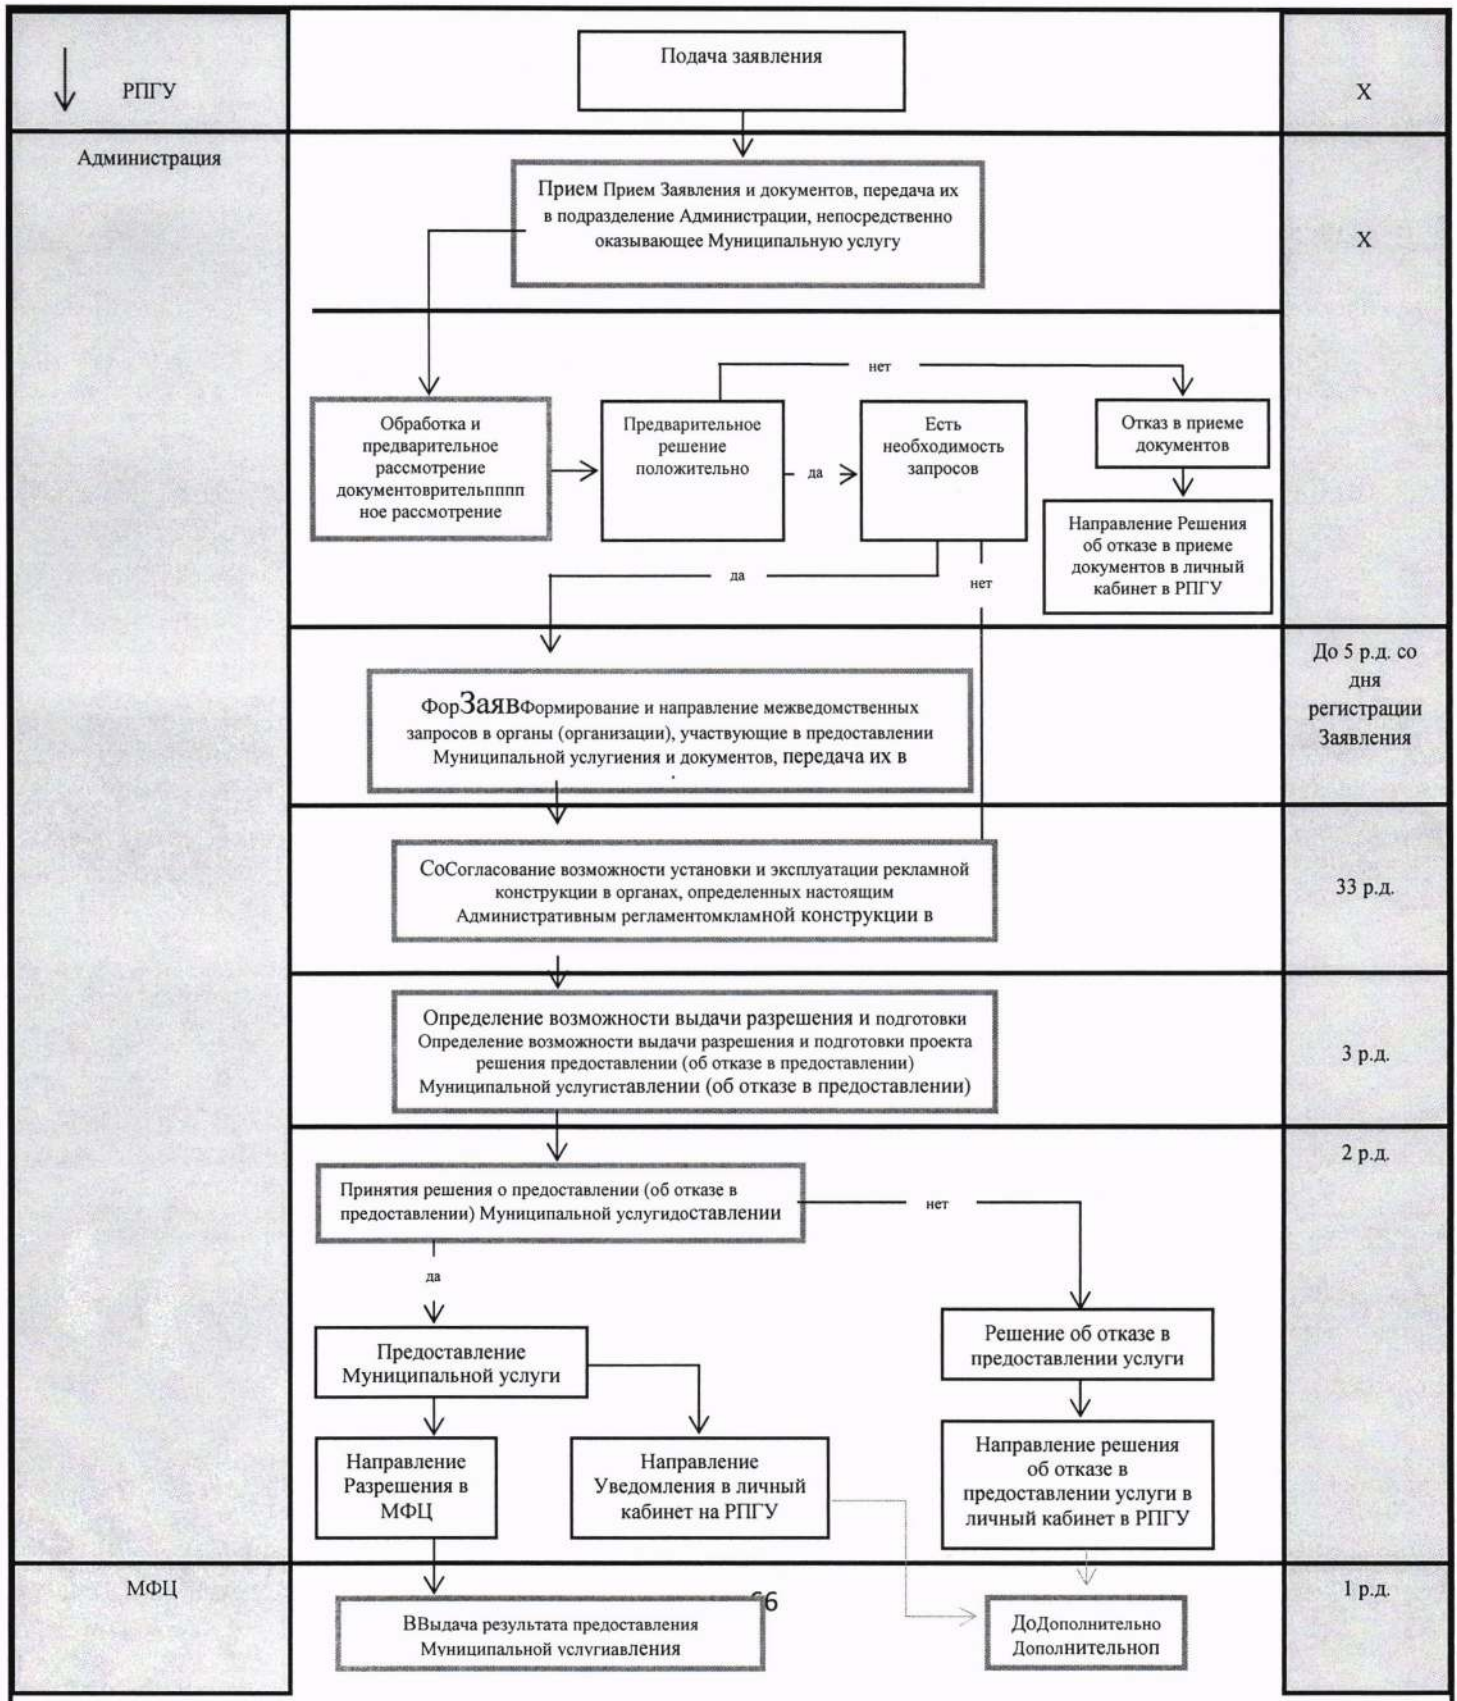 РПГУ
Подача заявления
X
Администрация
Прием Прием Заявления и документов, передача их
в подразделение Администрации, непосредственно
оказывающее Муниципальную услугу
X
нет
Обработка и
предварительное
рассмотрение
документоврительпппп
ное рассмотрение
Предварительное
решение
положительно
да
Есть
необходимость
запросов
Отказ в приеме
документов
Направление Решения
об отказе в приеме
документов в личный
кабинет в РПГУ
да
нет
До 5 р.д. со
дня
регистрации
Заявления
ФорЗаявФормирование и направление межведомственных
запросов в органы (организации), участвующие в предоставлении
Муниципальной услугиения и документов, передача их в
СоСогласование возможности установки и эксплуатации рекламной
конструкции в органах, определенных настоящим
Административным регламентомкламной конструкции в
33 р.д.
Определение возможности выдачи разрешения и подготовки
Определение возможности выдачи разрешения и подготовки проекта
решения предоставлении (об отказе в предоставлении)
Муниципальной услугиставлении (об отказе в предоставлении)
3 р.д.
2 р.д.
Принятия решения о предоставлении (об отказе в
предоставлении) Муниципальной услугидоставлении
нет
да
Предоставление
Муниципальной услуги
Решение об отказе в
предоставлении услуги
Направление
Разрешения в
МФЦ
Направление
Уведомления в личный
кабинет на РПГУ
Направление решения
об отказе в
предоставлении услуги в
личный кабинет в РПГУ
МФЦ
66
1 р.д.
ВВыдача результата предоставления
Муниципальной услугиавления
ДоДополнительно
Дополнительноп